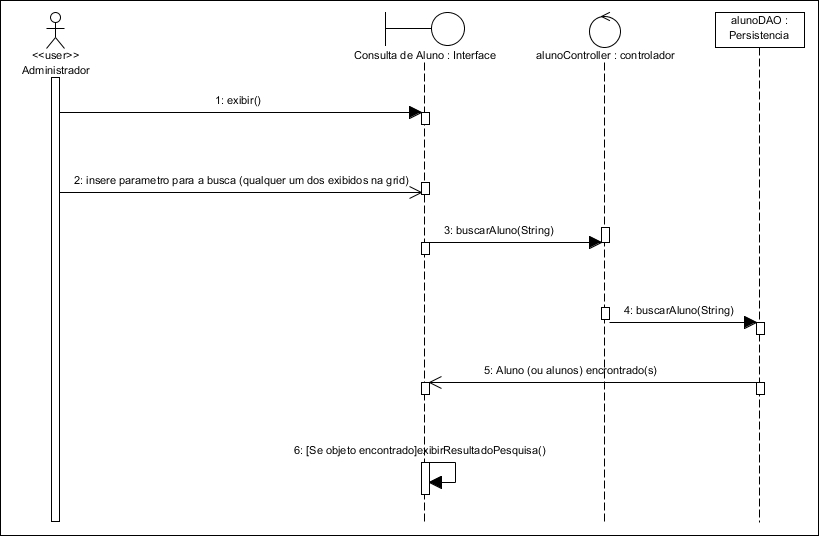 <<user>>
Administrador
Consulta de Aluno : Interface
alunoController : controlador
alunoDAO :
Persistencia
1: exibir()
2: insere parametro para a busca (qualquer um dos exibidos na grid)
3: buscarAluno(String)
4: buscarAluno(String)
5: Aluno (ou alunos) encrontrado(s)
6: [Se objeto encontrado]exibirResultadoPesquisa()